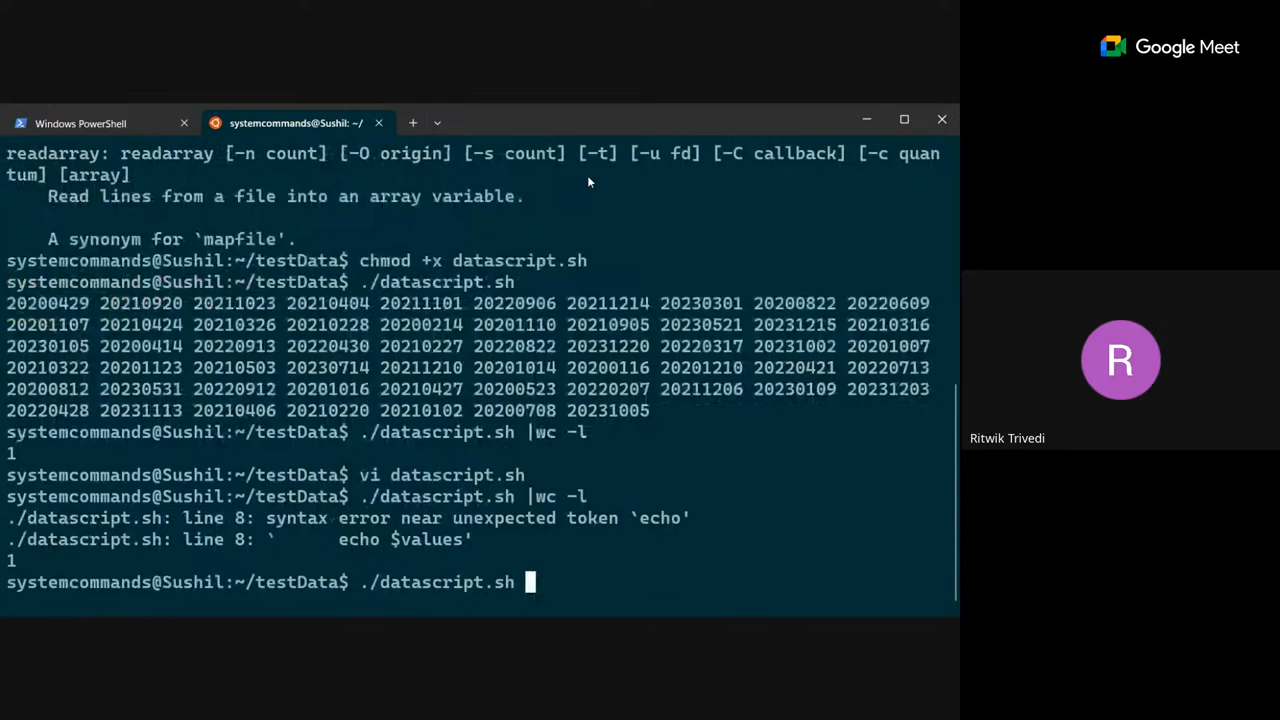 Google Meet
Windows PowerShell
systemcommands@Sushil: ~/
readarray: readarray [-n count] [-O origin] [-s count] [-t] [-u fd] [-C callback] [-c quan
tum] [array]
Read lines from a file into an array variable.
A synonym for `mapfile'.
systemcommands@Sushil:~/testData$ chmod +x datascript.sh
systemcommands@Sushil:~/testData$ ./datascript.sh
20200429 20210920 20211023 20210404 20211101 20220906 20211214 20230301 20200822 20220609
20201107 20210424 20210326 20210228 20200214 20201110 20210905 20230521 20231215 20210316
20230105 20200414 20220913 20220430 20210227 20220822 20231220 20220317 20231002 20201007
20210322 20201123 20210503 20230714 20211210 20201014 20200116 20201210 20220421 20220713
20200812 20230531 20220912 20201016 20210427 20200523 20220207 20211206 20230109 20231203
20220428 20231113 20210406 20210220 20210102 20200708 20231005
systemcommands@Sushil:~/testData$ ./datascript.sh |wc -l
1
systemcommands@Sushil:~/testData$ vi datascript.sh
systemcommands@Sushil:~/testData$ ./datascript.sh |wc -l
./datascript.sh: line 8: syntax error near unexpected token `echo'
./datascript.sh: line 8: `      echo $values'
1
systemcommands@Sushil:~/testData$ ./datascript.sh
R
Ritwik Trivedi